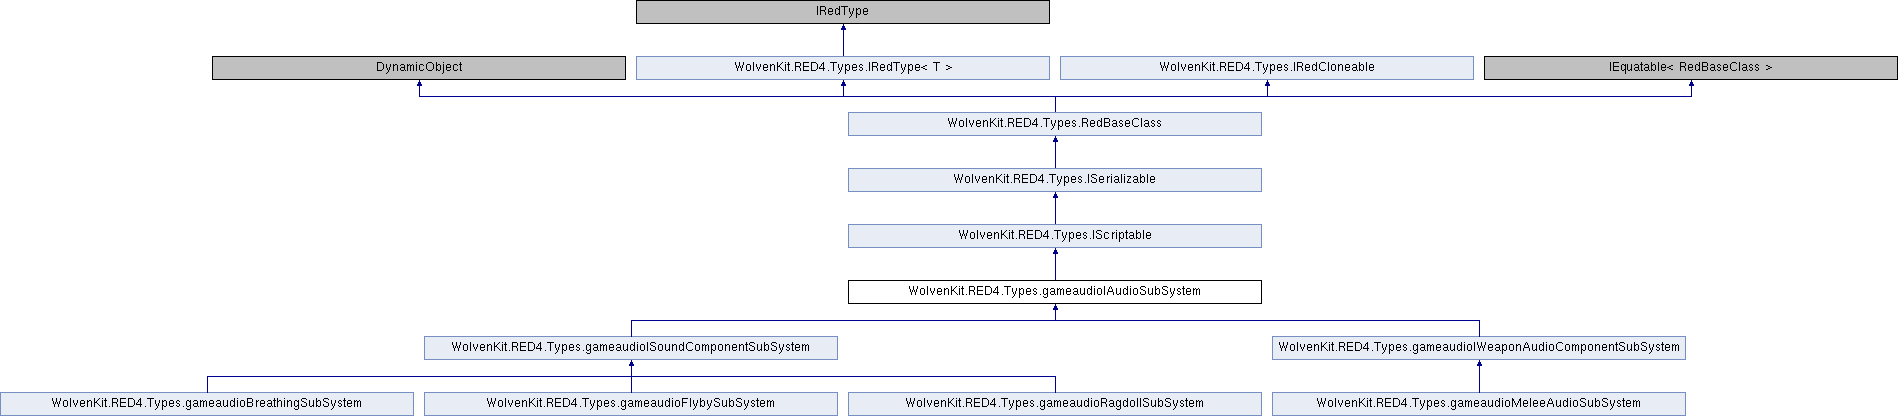 IRedType
DynamicObject
WolvenKit.RED4.Types.IRedType< T >
WolvenKit.RED4.Types.IRedCloneable
IEquatable< RedBaseClass >
WolvenKit.RED4.Types.RedBaseClass
WolvenKit.RED4.Types.ISerializable
WolvenKit.RED4.Types.IScriptable
WolvenKit.RED4.Types.gameaudioIAudioSubSystem
WolvenKit.RED4.Types.gameaudioISoundComponentSubSystem
WolvenKit.RED4.Types.gameaudioIWeaponAudioComponentSubSystem
WolvenKit.RED4.Types.gameaudioBreathingSubSystem
WolvenKit.RED4.Types.gameaudioFlybySubSystem
WolvenKit.RED4.Types.gameaudioRagdollSubSystem
WolvenKit.RED4.Types.gameaudioMeleeAudioSubSystem